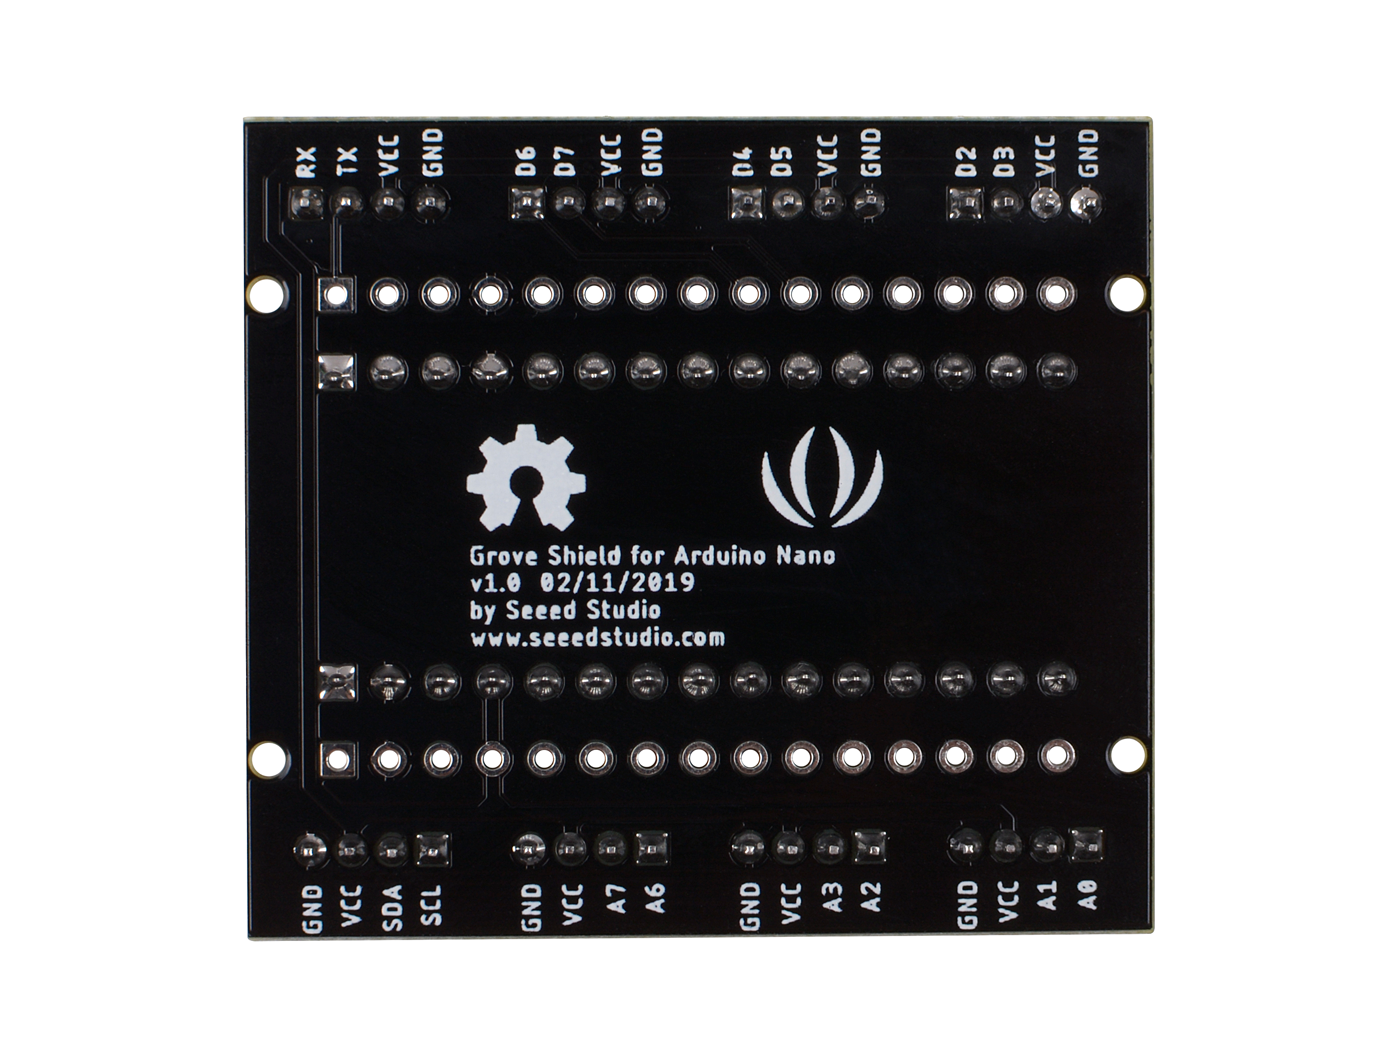 RX TX VCC GND D6 D7 VCC GND D4 D5 VCC GND D2 D3 VCC GND
Grove Shield for Arduino Nano
v1.0 02/11/2019
by Seeed Studio
www.seeedstudio.com
GND VCC SDA SCL GND VCC A7 A6 GND VCC A3 A2 GND VCC A1 A0